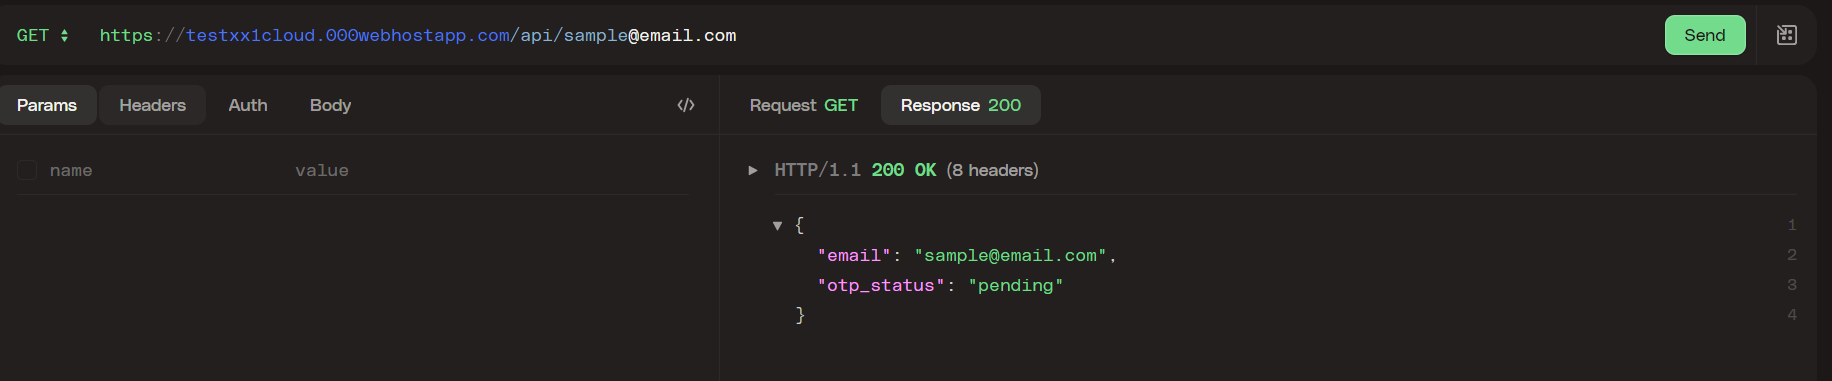 GET https://testxx1cloud.000webhostapp.com/api/sample@email.com Send
Params Headers Auth Body </> Request GET Response 200
name value
HTTP/1.1 200 OK (8 headers)
{ 1
"email": "sample@email.com", 2
"otp_status": "pending" 3
} 4